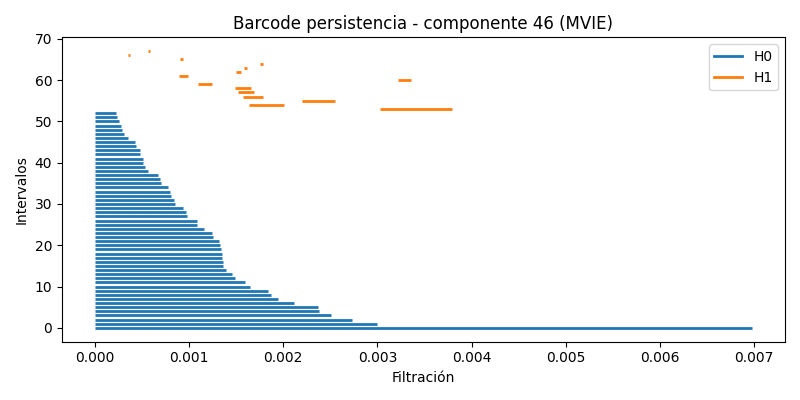 Barcode persistencia - componente 46 (MVIE)
H0
H1
Intervalos
70
60
50
40
30
20
10
0
0.000 0.001 0.002 0.003 0.004 0.005 0.006 0.007
Filtración